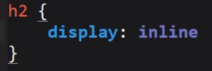 h2 {
    display: inline
}